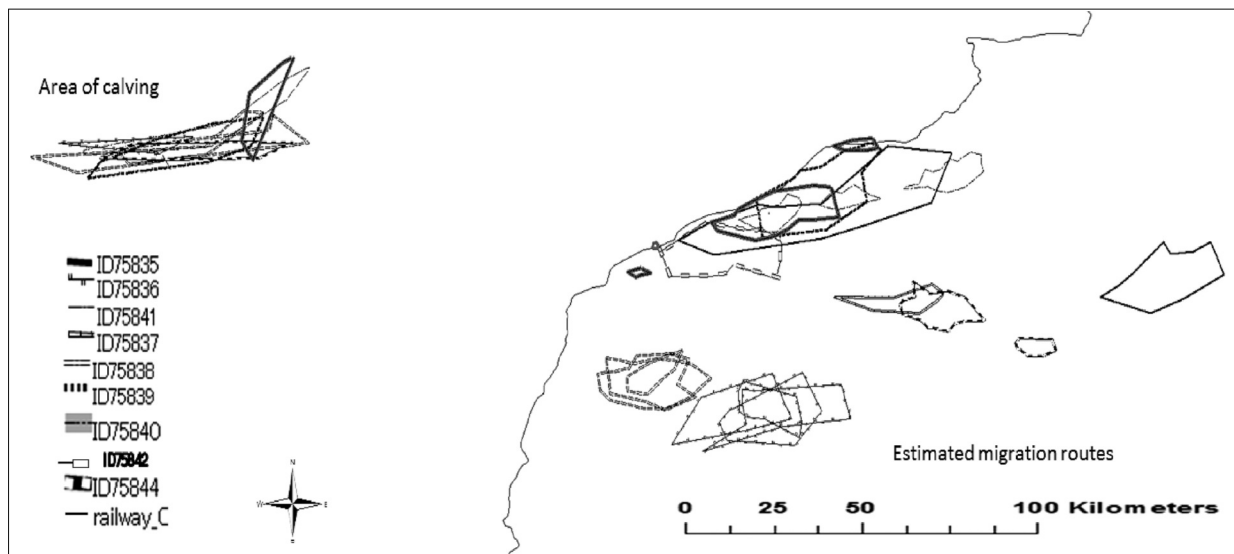 Area of calving
ID75835
ID75836
ID75841
ID75837
ID75838
ID75839
ID75840
ID75842
ID75844
railway_C
N
W
E
S
Estimated migration routes
0 25 50 100 Kilometers